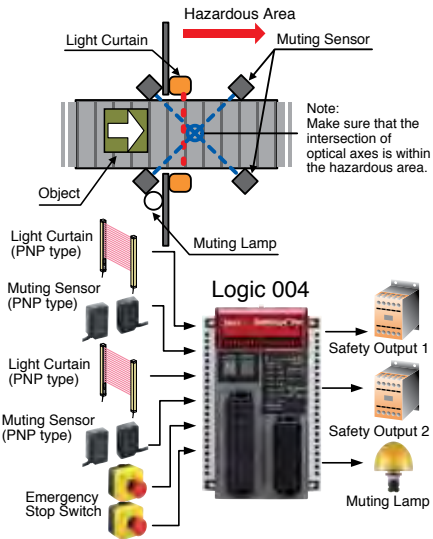 Hazardous Area
Light Curtain
Muting Sensor
Note:
Make sure that the
intersection of
optical axes is within
the hazardous area.
Object
Muting Lamp
Light Curtain
(PNP type)
Logic 004
Muting Sensor
(PNP type)
Safety Output 1
Light Curtain
(PNP type)
Muting Sensor
(PNP type)
Safety Output 2
Emergency
Stop Switch
Muting Lamp